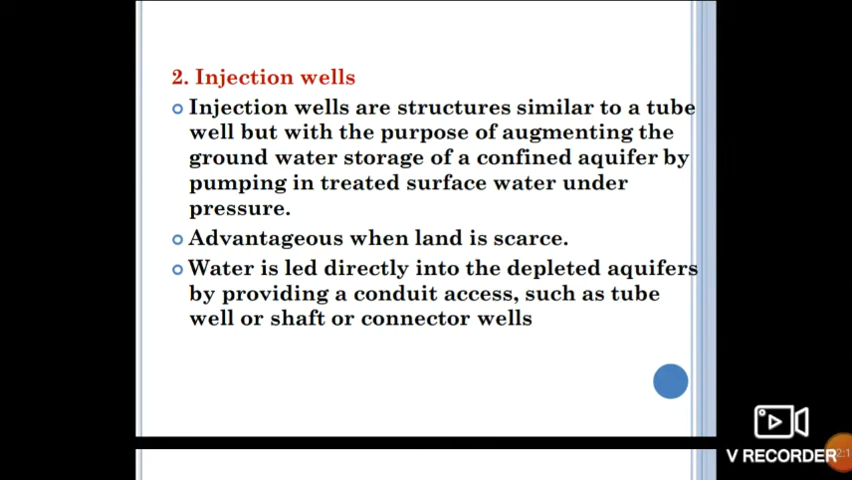 2. Injection wells
Injection wells are structures similar to a tube
well but with the purpose of augmenting the
ground water storage of a confined aquifer by
pumping in treated surface water under
pressure.
Advantageous when land is scarce.
Water is led directly into the depleted aquifers
by providing a conduit access, such as tube
well or shaft or connector wells
V RECORDER